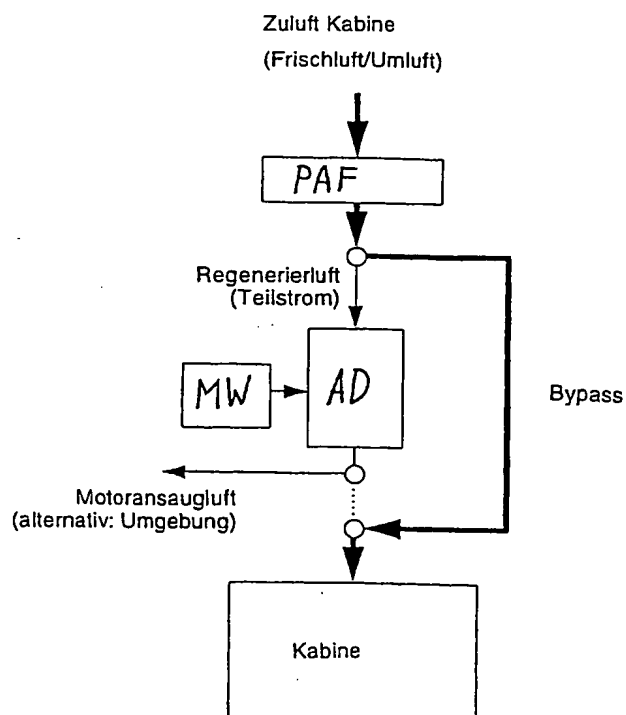 Zuluft Kabine
(Frischluft/Umluft)
PAF
Regenerierluft
(Teilstrom)
MW
AD
Bypass
Motoransaugluft
(alternativ: Umgebung)
Kabine